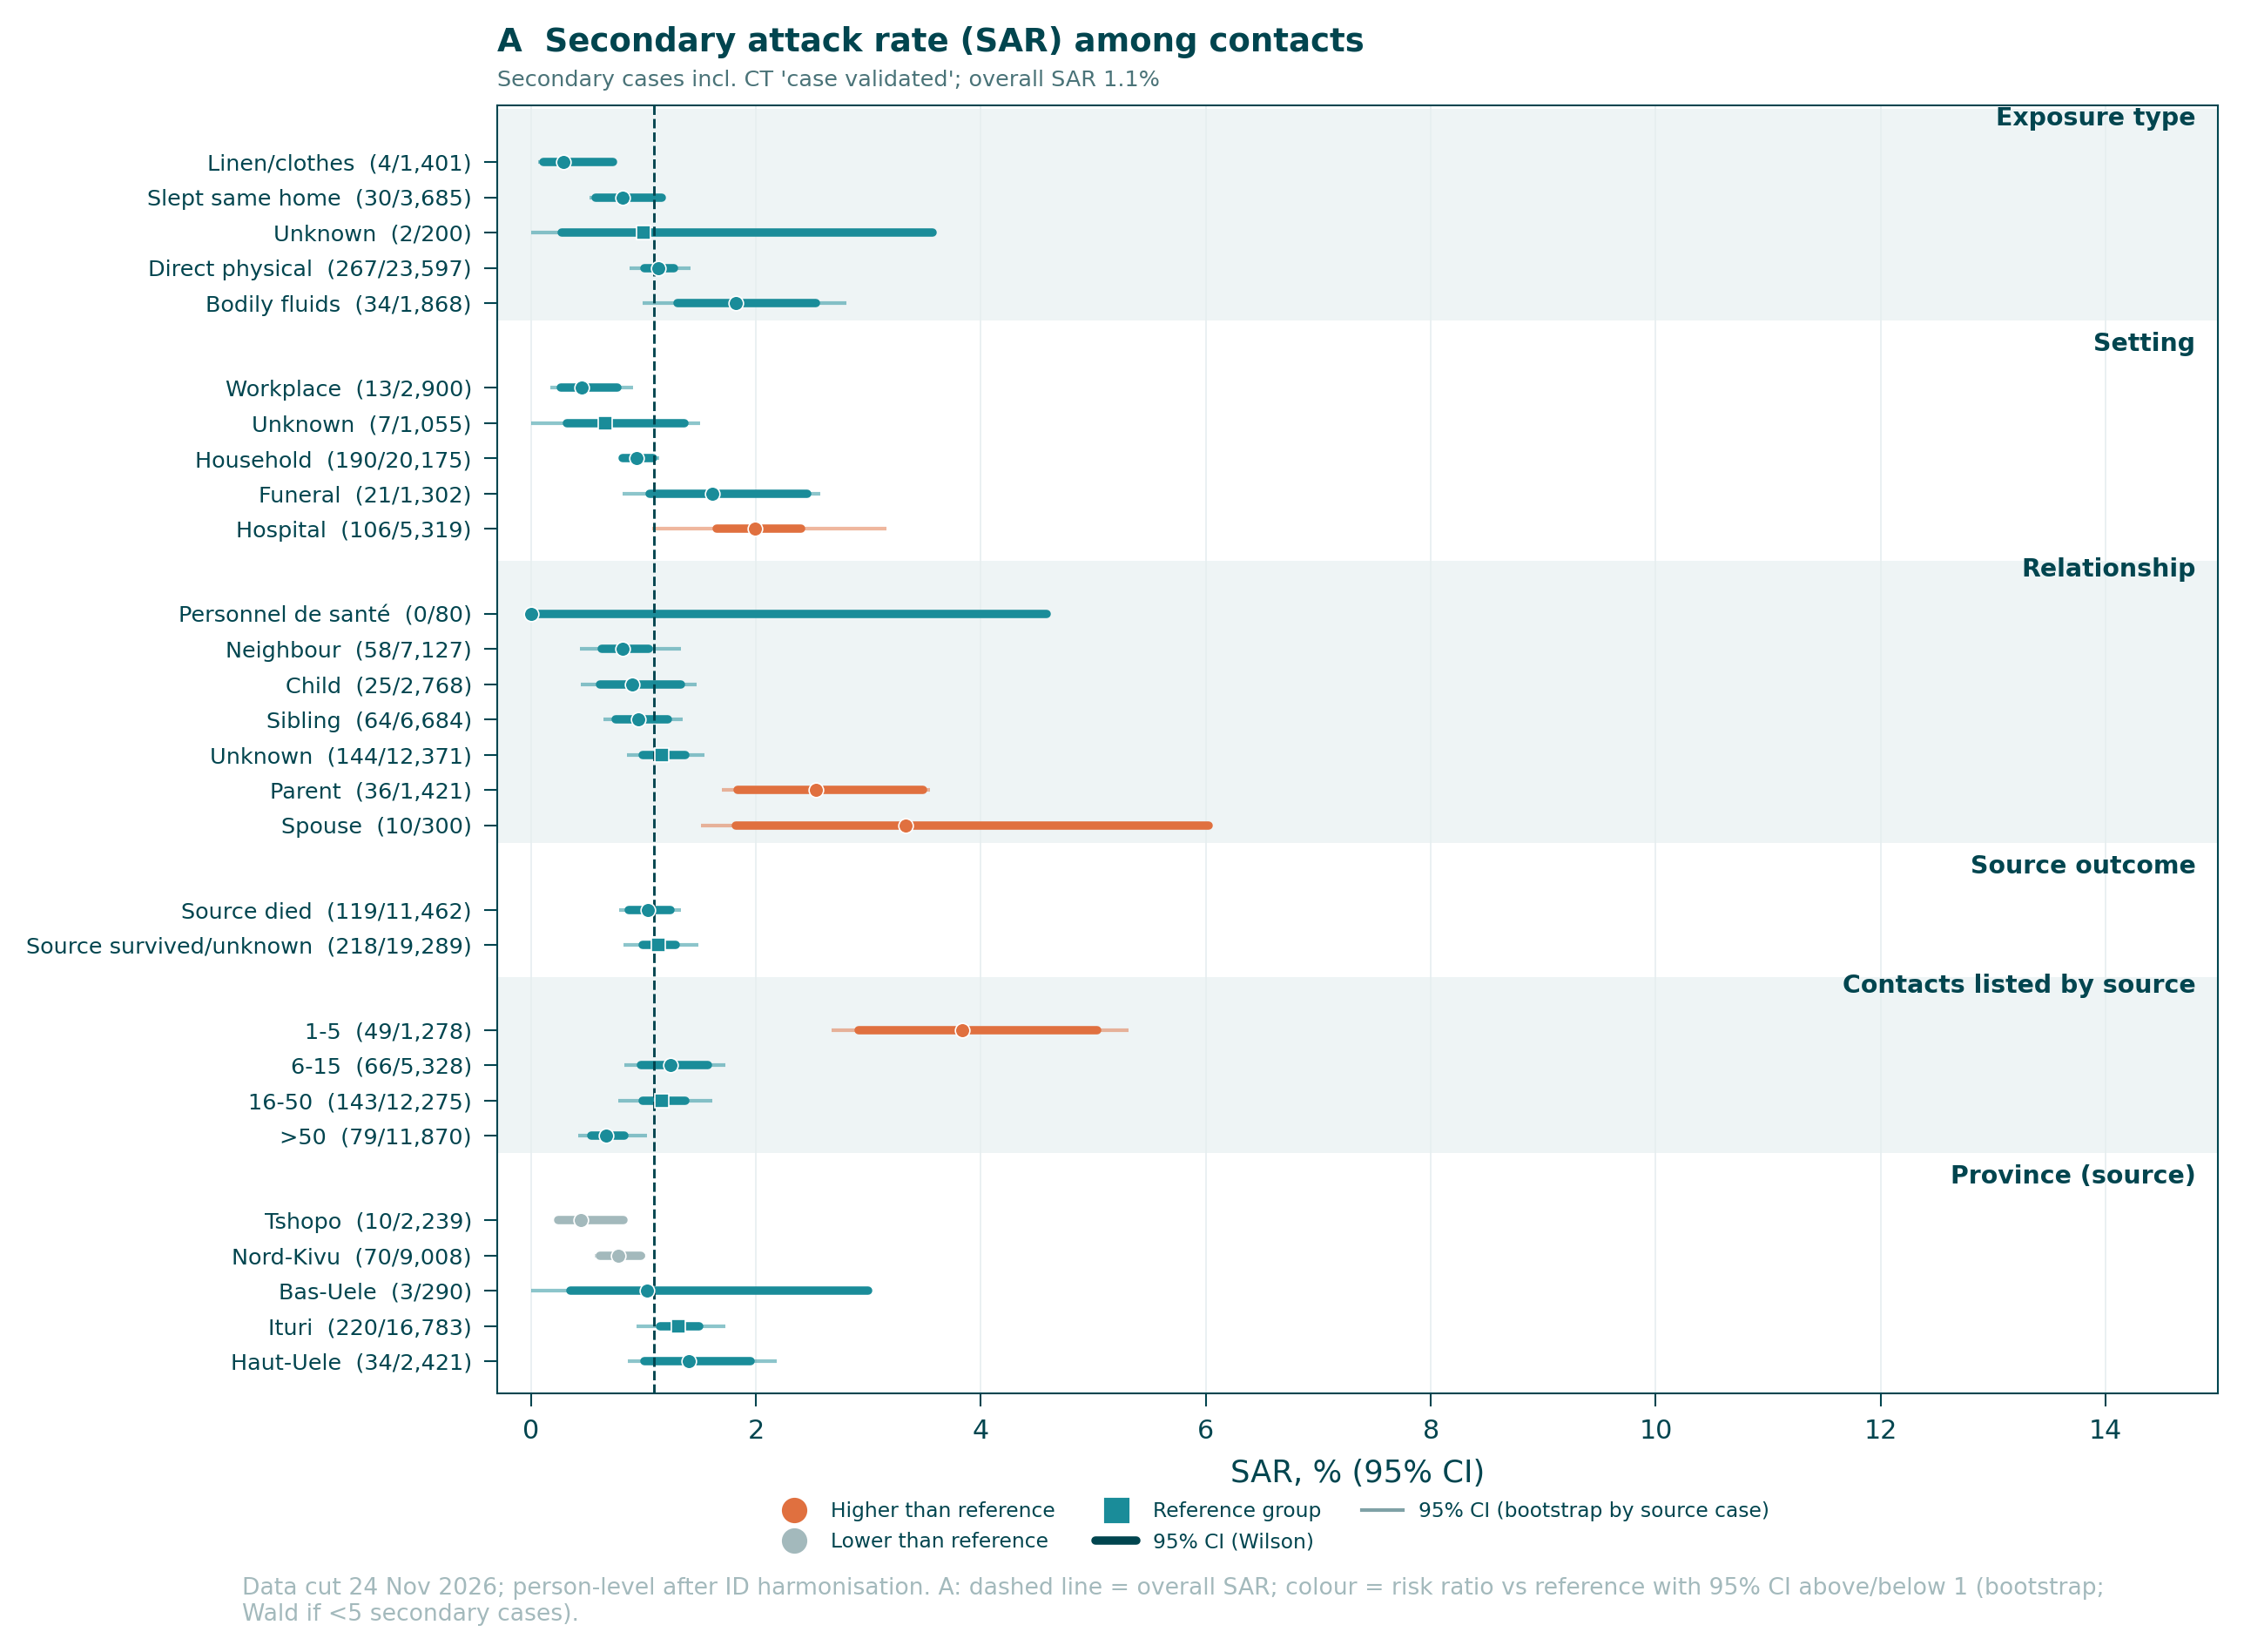 A  Secondary attack rate (SAR) among contacts
Secondary cases incl. CT 'case validated'; overall SAR 1.1%
Exposure type
Linen/clothes  (4/1,401)
Slept same home  (30/3,685)
Unknown  (2/200)
Direct physical  (267/23,597)
Bodily fluids  (34/1,868)
Setting
Workplace  (13/2,900)
Unknown  (7/1,055)
Household  (190/20,175)
Funeral  (21/1,302)
Hospital  (106/5,319)
Relationship
Personnel de santé  (0/80)
Neighbour  (58/7,127)
Child  (25/2,768)
Sibling  (64/6,684)
Unknown  (144/12,371)
Parent  (36/1,421)
Spouse  (10/300)
Source outcome
Source died  (119/11,462)
Source survived/unknown  (218/19,289)
Contacts listed by source
1-5  (49/1,278)
6-15  (66/5,328)
16-50  (143/12,275)
>50  (79/11,870)
Province (source)
Tshopo  (10/2,239)
Nord-Kivu  (70/9,008)
Bas-Uele  (3/290)
Ituri  (220/16,783)
Haut-Uele  (34/2,421)
0 2 4 6 8 10 12 14
SAR, % (95% CI)
Higher than reference
Lower than reference
Reference group
95% CI (Wilson)
95% CI (bootstrap by source case)
Data cut 24 Nov 2026; person-level after ID harmonisation. A: dashed line = overall SAR; colour = risk ratio vs reference with 95% CI above/below 1 (bootstrap;
Wald if <5 secondary cases).